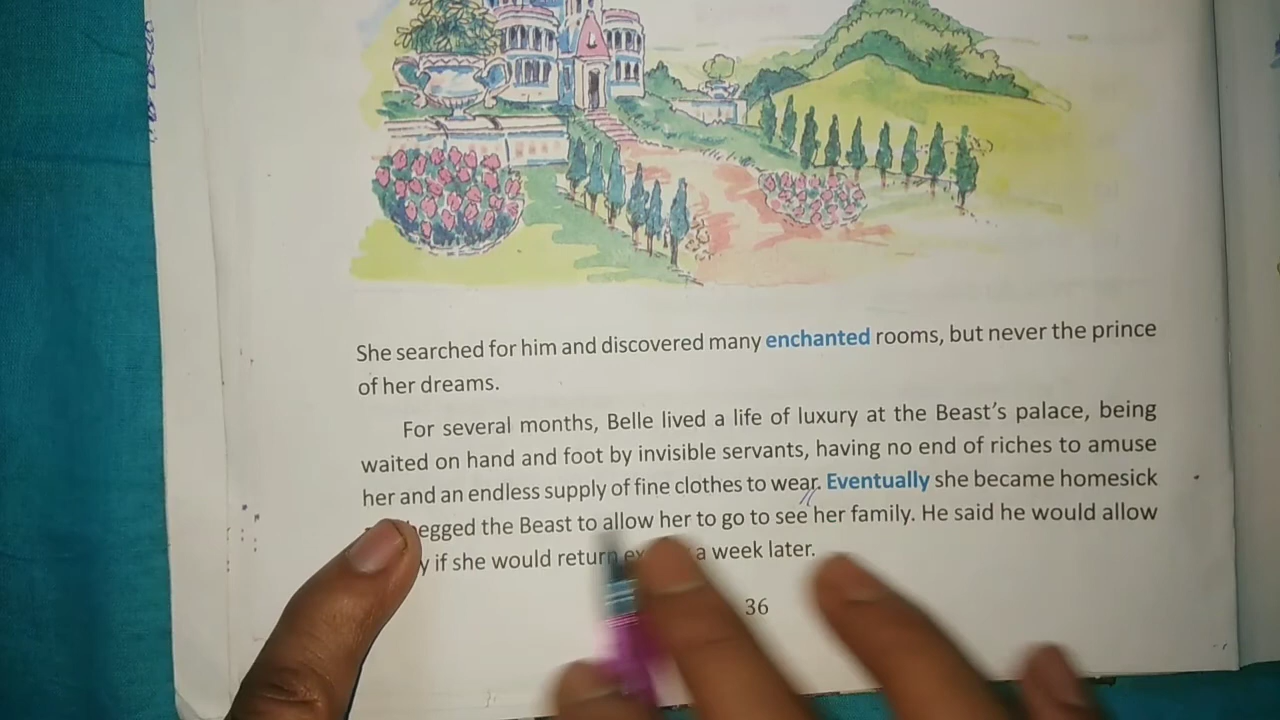 She searched for him and discovered many enchanted rooms, but never the prince
of her dreams.
For several months, Belle lived a life of luxury at the Beast's palace, being
waited on hand and foot by invisible servants, having no end of riches to amuse
her and an endless supply of fine clothes to wear. Eventually she became homesick
egged the Beast to allow her to go to see her family. He said he would allow
y if she would return a week later.
36